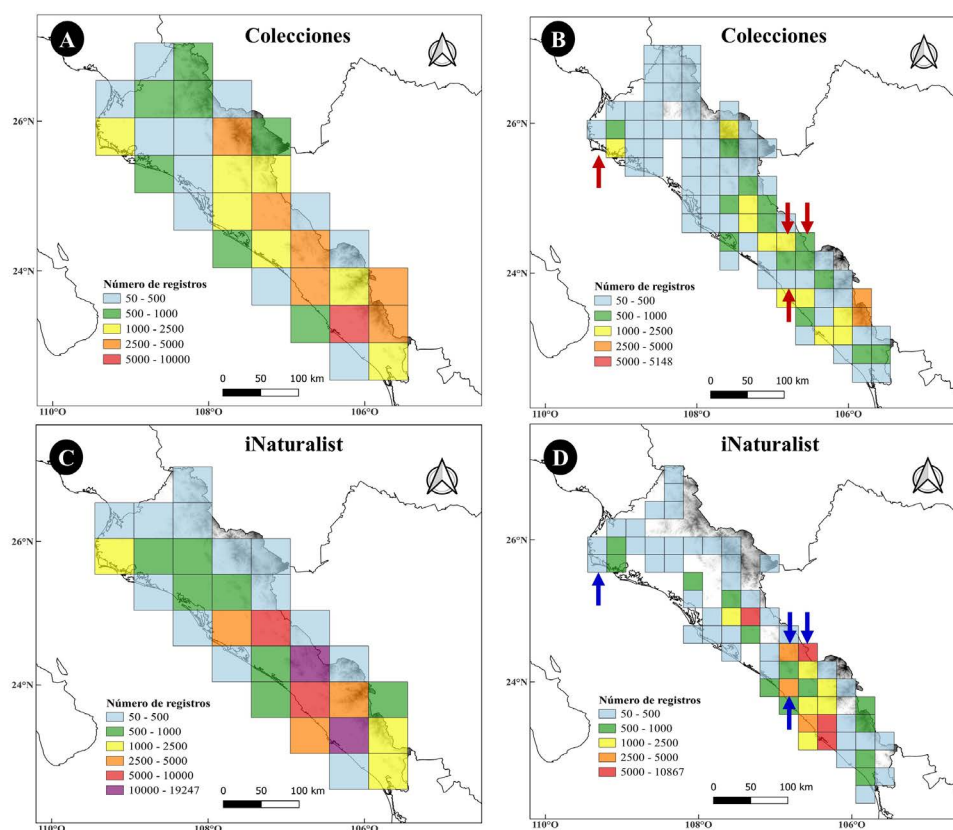 A
Colecciones
26°N
24°N
Número de registros
50 - 500
500 - 1000
1000 - 2500
2500 - 5000
5000 - 10000
0 50 100 km
110°O 108°O 106°O
B
Colecciones
26°N
24°N
Número de registros
50 - 500
500 - 1000
1000 - 2500
2500 - 5000
5000 - 5148
0 50 100 km
110°O 108°O 106°O
C
iNaturalist
26°N
24°N
Número de registros
50 - 500
500 - 1000
1000 - 2500
2500 - 5000
5000 - 10000
10000 - 19247
0 50 100 km
110°O 108°O 106°O
D
iNaturalist
26°N
24°N
Número de registros
50 - 500
500 - 1000
1000 - 2500
2500 - 5000
5000 - 10867
0 50 100 km
110°O 108°O 106°O